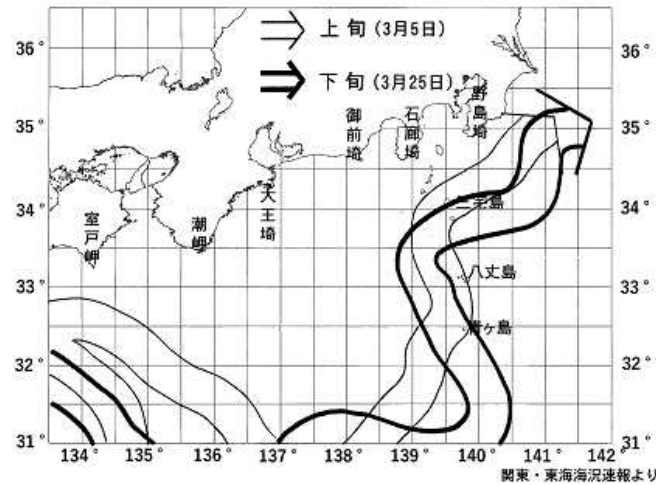 上旬 (3月5日)
下旬 (3月25日)
36°
35°
34°
33°
32°
31°
36°
35°
34°
33°
32°
31°
御前埼
石廊埼
野島埼
大王埼
潮岬
室戸岬
三宅島
八丈島
青ヶ島
134°
135°
136°
137°
138°
139°
140°
141°
142°
関東・東海海況速報より